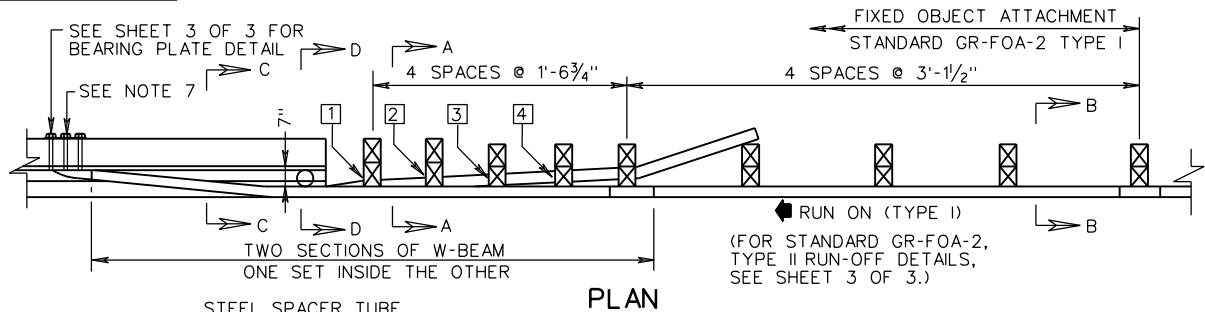 FIXED OBJECT ATTACHMENT
STANDARD GR-FOA-2 TYPE I
SEE SHEET 3 OF 3 FOR
BEARING PLATE DETAIL
D
A
C
4 SPACES @ 1'-6¾"
4 SPACES @ 3'-1½"
SEE NOTE 7
B
1
2
3
4
7"
C
D
A
B
RUN ON (TYPE I)
TWO SECTIONS OF W-BEAM
ONE SET INSIDE THE OTHER
(FOR STANDARD GR-FOA-2,
TYPE II RUN-OFF DETAILS,
SEE SHEET 3 OF 3.)
STEEL SPACER TUBE
PLAN